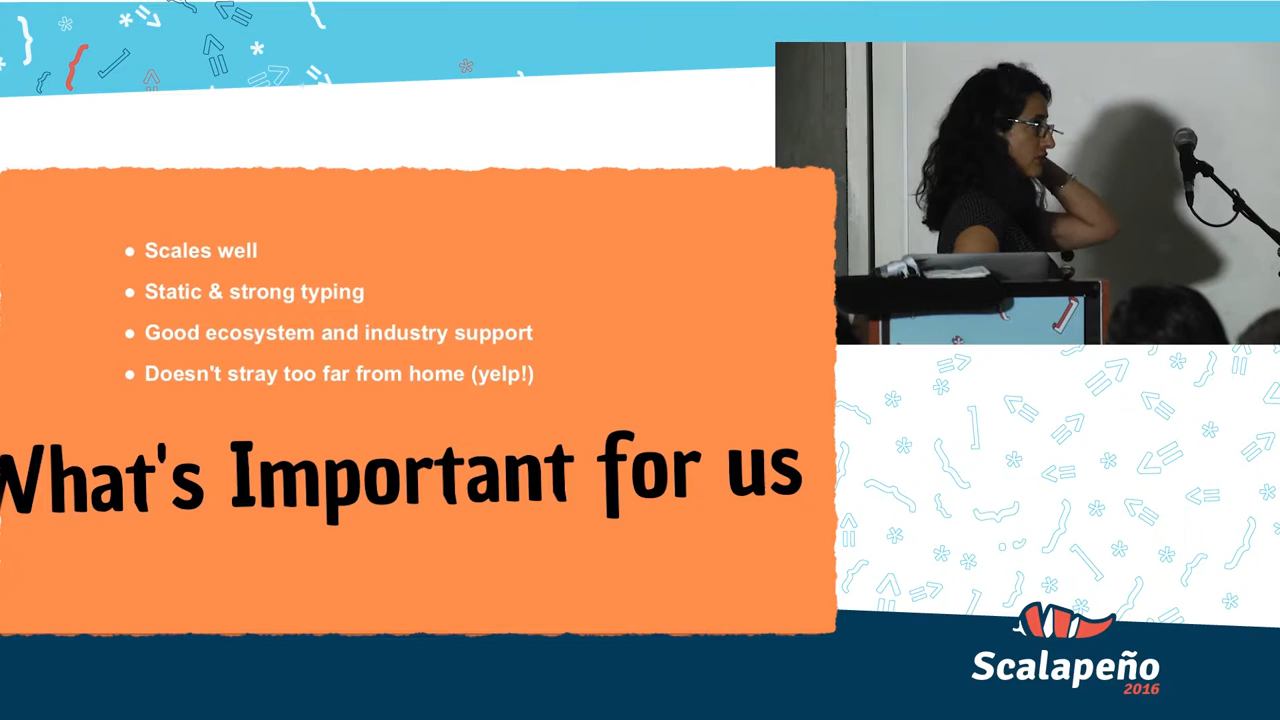 ● Scales well
● Static & strong typing
● Good ecosystem and industry support
● Doesn't stray too far from home (yelp!)
What's Important for us
Scalapeño
2016